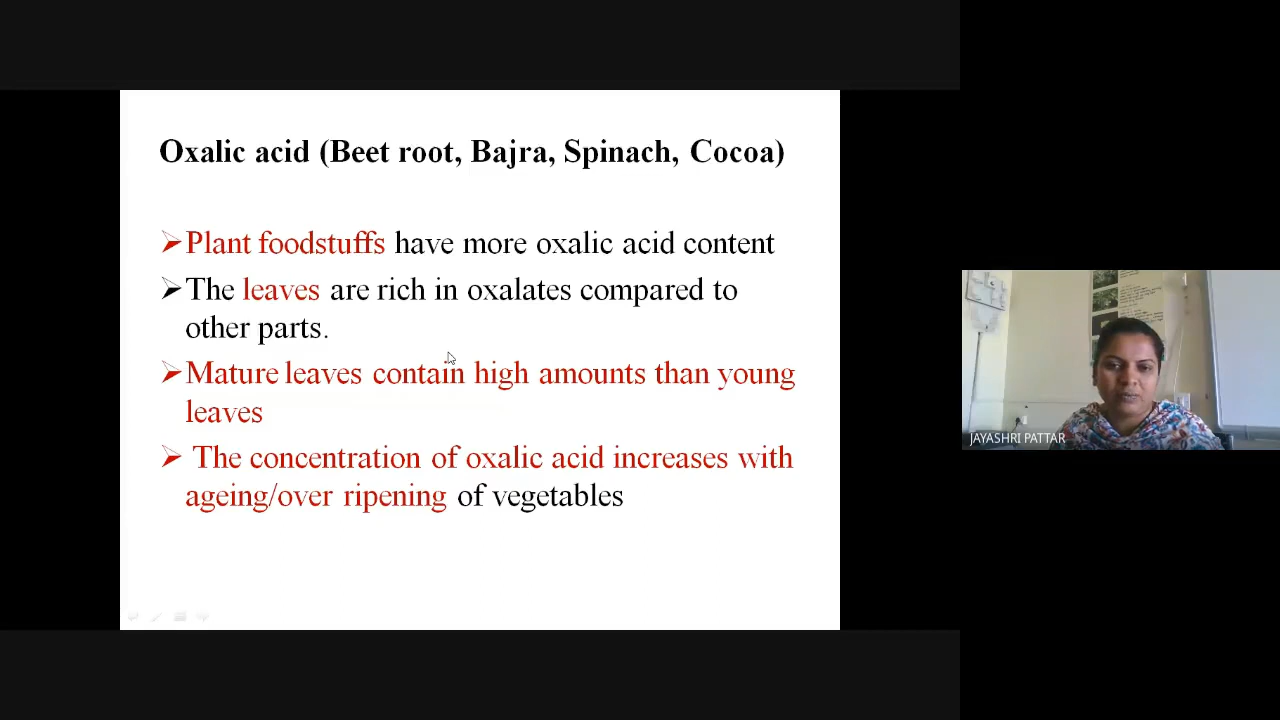 Oxalic acid (Beet root, Bajra, Spinach, Cocoa)
➢Plant foodstuffs have more oxalic acid content
➢The leaves are rich in oxalates compared to
other parts.
➢Mature leaves contain high amounts than young
leaves
➢ The concentration of oxalic acid increases with
ageing/over ripening of vegetables
JAYASHRI PATTAR